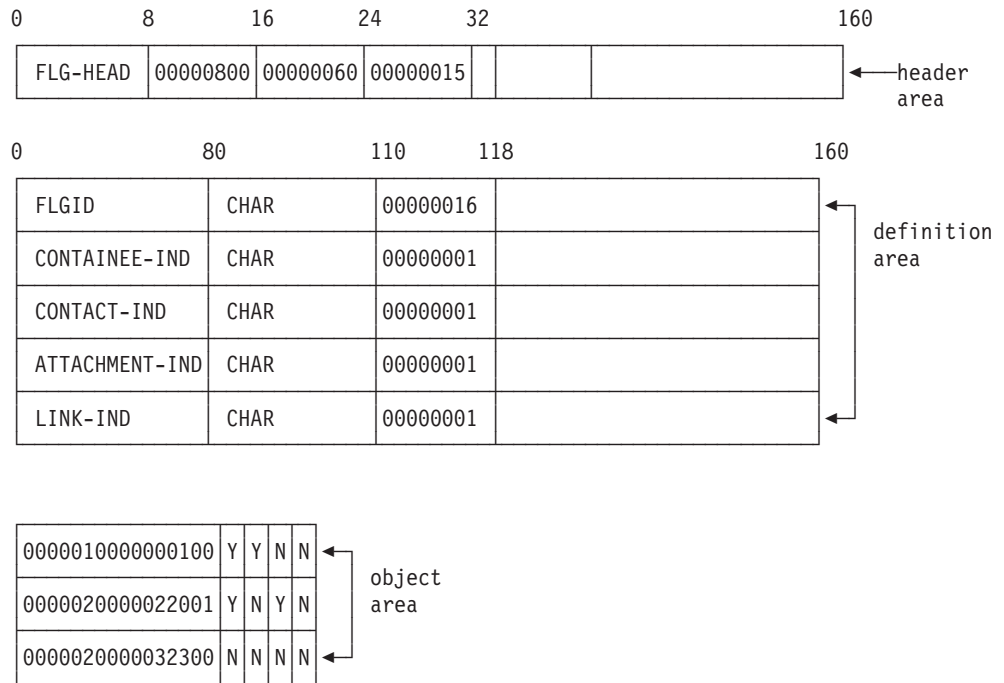 0 8 16 24 32 160
FLG-HEAD 00000800 00000060 00000015
header
area
0 80 110 118 160
FLGID CHAR 00000016
CONTAINEE-IND CHAR 00000001
definition
area
CONTACT-IND CHAR 00000001
ATTACHMENT-IND CHAR 00000001
LINK-IND CHAR 00000001
0000010000000100 Y Y N N
object
area
0000020000022001 Y N Y N
0000020000032300 N N N N